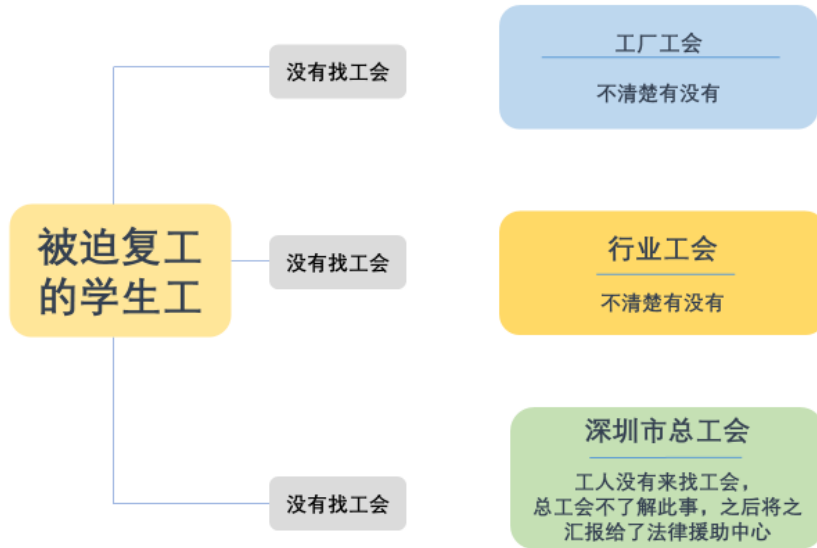 没有找工会
工厂工会
不清楚有没有
被迫复工
的学生工
没有找工会
行业工会
不清楚有没有
没有找工会
深圳市总工会
工人没有来找工会，
总工会不了解此事，之后将之
汇报给了法律援助中心